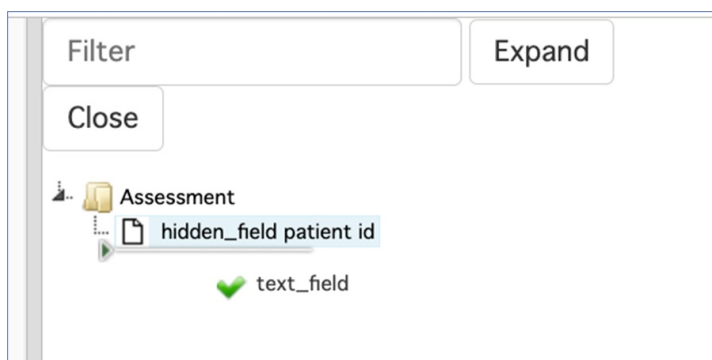 Filter Expand
Close
Assessment
hidden_field patient id
text_field